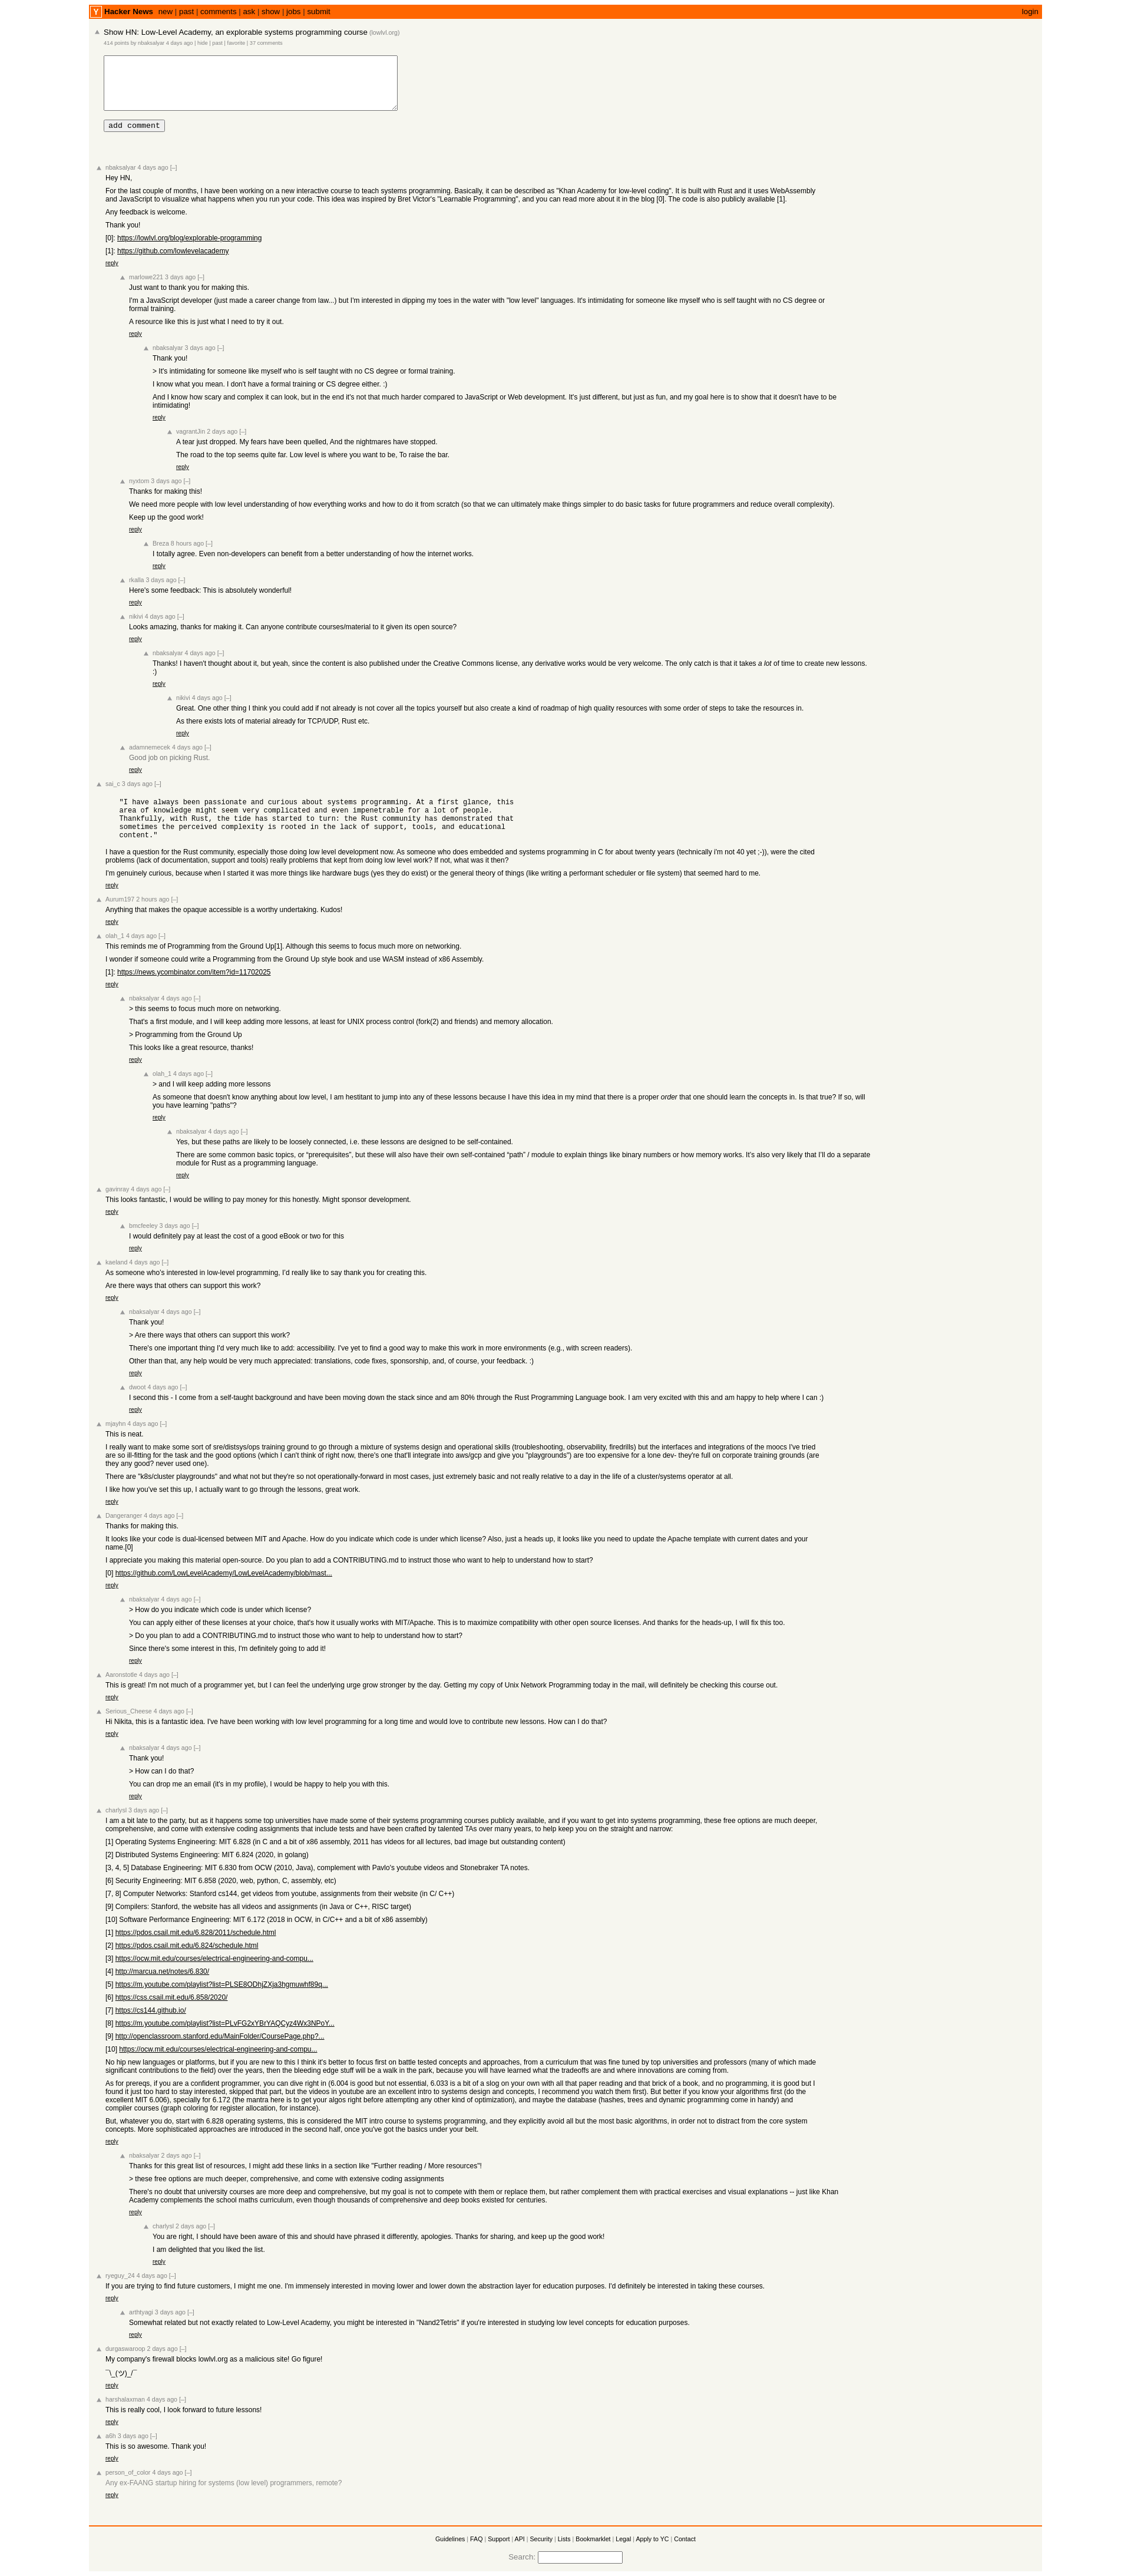 Y Hacker News new | past | comments | ask | show | jobs | submit login
Show HN: Low-Level Academy, an explorable systems programming course (lowlvl.org)
414 points by nbaksalyar 4 days ago | hide | past | favorite | 37 comments
add comment
nbaksalyar 4 days ago [–]
Hey HN,
For the last couple of months, I have been working on a new interactive course to teach systems programming. Basically, it can be described as "Khan Academy for low-level coding". It is built with Rust and it uses WebAssembly
and JavaScript to visualize what happens when you run your code. This idea was inspired by Bret Victor's "Learnable Programming", and you can read more about it in the blog [0]. The code is also publicly available [1].
Any feedback is welcome.
Thank you!
[0]: https://lowlvl.org/blog/explorable-programming
[1]: https://github.com/lowlevelacademy
reply
marlowe221 3 days ago [–]
Just want to thank you for making this.
I'm a JavaScript developer (just made a career change from law...) but I'm interested in dipping my toes in the water with "low level" languages. It's intimidating for someone like myself who is self taught with no CS degree or
formal training.
A resource like this is just what I need to try it out.
reply
nbaksalyar 3 days ago [–]
Thank you!
> It's intimidating for someone like myself who is self taught with no CS degree or formal training.
I know what you mean. I don't have a formal training or CS degree either. :)
And I know how scary and complex it can look, but in the end it's not that much harder compared to JavaScript or Web development. It's just different, but just as fun, and my goal here is to show that it doesn't have to be
intimidating!
reply
vagrantJin 2 days ago [–]
A tear just dropped. My fears have been quelled, And the nightmares have stopped.
The road to the top seems quite far. Low level is where you want to be, To raise the bar.
reply
nyxtom 3 days ago [–]
Thanks for making this!
We need more people with low level understanding of how everything works and how to do it from scratch (so that we can ultimately make things simpler to do basic tasks for future programmers and reduce overall complexity).
Keep up the good work!
reply
Breza 8 hours ago [–]
I totally agree. Even non-developers can benefit from a better understanding of how the internet works.
reply
rkalla 3 days ago [–]
Here's some feedback: This is absolutely wonderful!
reply
nikivi 4 days ago [–]
Looks amazing, thanks for making it. Can anyone contribute courses/material to it given its open source?
reply
nbaksalyar 4 days ago [–]
Thanks! I haven't thought about it, but yeah, since the content is also published under the Creative Commons license, any derivative works would be very welcome. The only catch is that it takes a lot of time to create new lessons.
:)
reply
nikivi 4 days ago [–]
Great. One other thing I think you could add if not already is not cover all the topics yourself but also create a kind of roadmap of high quality resources with some order of steps to take the resources in.
As there exists lots of material already for TCP/UDP, Rust etc.
reply
adamnemecek 4 days ago [–]
Good job on picking Rust.
reply
sai_c 3 days ago [–]
"I have always been passionate and curious about systems programming. At a first glance, this
area of knowledge might seem very complicated and even impenetrable for a lot of people.
Thankfully, with Rust, the tide has started to turn: the Rust community has demonstrated that
sometimes the perceived complexity is rooted in the lack of support, tools, and educational
content."
I have a question for the Rust community, especially those doing low level development now. As someone who does embedded and systems programming in C for about twenty years (technically i'm not 40 yet ;-)), were the cited
problems (lack of documentation, support and tools) really problems that kept from doing low level work? If not, what was it then?
I'm genuinely curious, because when I started it was more things like hardware bugs (yes they do exist) or the general theory of things (like writing a performant scheduler or file system) that seemed hard to me.
reply
Aurum197 2 hours ago [–]
Anything that makes the opaque accessible is a worthy undertaking. Kudos!
reply
olah_1 4 days ago [–]
This reminds me of Programming from the Ground Up[1]. Although this seems to focus much more on networking.
I wonder if someone could write a Programming from the Ground Up style book and use WASM instead of x86 Assembly.
[1]: https://news.ycombinator.com/item?id=11702025
reply
nbaksalyar 4 days ago [–]
> this seems to focus much more on networking.
That's a first module, and I will keep adding more lessons, at least for UNIX process control (fork(2) and friends) and memory allocation.
> Programming from the Ground Up
This looks like a great resource, thanks!
reply
olah_1 4 days ago [–]
> and I will keep adding more lessons
As someone that doesn't know anything about low level, I am hestitant to jump into any of these lessons because I have this idea in my mind that there is a proper order that one should learn the concepts in. Is that true? If so, will
you have learning "paths"?
reply
nbaksalyar 4 days ago [–]
Yes, but these paths are likely to be loosely connected, i.e. these lessons are designed to be self-contained.
There are some common basic topics, or “prerequisites”, but these will also have their own self-contained “path” / module to explain things like binary numbers or how memory works. It's also very likely that I'll do a separate
module for Rust as a programming language.
reply
gavinray 4 days ago [–]
This looks fantastic, I would be willing to pay money for this honestly. Might sponsor development.
reply
bmcfeeley 3 days ago [–]
I would definitely pay at least the cost of a good eBook or two for this
reply
kaeland 4 days ago [–]
As someone who's interested in low-level programming, I'd really like to say thank you for creating this.
Are there ways that others can support this work?
reply
nbaksalyar 4 days ago [–]
Thank you!
> Are there ways that others can support this work?
There's one important thing I'd very much like to add: accessibility. I've yet to find a good way to make this work in more environments (e.g., with screen readers).
Other than that, any help would be very much appreciated: translations, code fixes, sponsorship, and, of course, your feedback. :)
reply
dwoot 4 days ago [–]
I second this - I come from a self-taught background and have been moving down the stack since and am 80% through the Rust Programming Language book. I am very excited with this and am happy to help where I can :)
reply
mjayhn 4 days ago [–]
This is neat.
I really want to make some sort of sre/distsys/ops training ground to go through a mixture of systems design and operational skills (troubleshooting, observability, firedrills) but the interfaces and integrations of the moocs I've tried
are so ill-fitting for the task and the good options (which I can't think of right now, there's one that'll integrate into aws/gcp and give you "playgrounds") are too expensive for a lone dev- they're full on corporate training grounds (are
they any good? never used one).
There are "k8s/cluster playgrounds" and what not but they're so not operationally-forward in most cases, just extremely basic and not really relative to a day in the life of a cluster/systems operator at all.
I like how you've set this up, I actually want to go through the lessons, great work.
reply
Dangeranger 4 days ago [–]
Thanks for making this.
It looks like your code is dual-licensed between MIT and Apache. How do you indicate which code is under which license? Also, just a heads up, it looks like you need to update the Apache template with current dates and your
name.[0]
I appreciate you making this material open-source. Do you plan to add a CONTRIBUTING.md to instruct those who want to help to understand how to start?
[0] https://github.com/LowLevelAcademy/LowLevelAcademy/blob/mast...
reply
nbaksalyar 4 days ago [–]
> How do you indicate which code is under which license?
You can apply either of these licenses at your choice, that's how it usually works with MIT/Apache. This is to maximize compatibility with other open source licenses. And thanks for the heads-up, I will fix this too.
> Do you plan to add a CONTRIBUTING.md to instruct those who want to help to understand how to start?
Since there's some interest in this, I'm definitely going to add it!
reply
Aaronstotle 4 days ago [–]
This is great! I'm not much of a programmer yet, but I can feel the underlying urge grow stronger by the day. Getting my copy of Unix Network Programming today in the mail, will definitely be checking this course out.
reply
Serious_Cheese 4 days ago [–]
Hi Nikita, this is a fantastic idea. I've have been working with low level programming for a long time and would love to contribute new lessons. How can I do that?
reply
nbaksalyar 4 days ago [–]
Thank you!
> How can I do that?
You can drop me an email (it's in my profile), I would be happy to help you with this.
reply
charlysl 3 days ago [–]
I am a bit late to the party, but as it happens some top universities have made some of their systems programming courses publicly available, and if you want to get into systems programming, these free options are much deeper,
comprehensive, and come with extensive coding assignments that include tests and have been crafted by talented TAs over many years, to help keep you on the straight and narrow:
[1] Operating Systems Engineering: MIT 6.828 (in C and a bit of x86 assembly, 2011 has videos for all lectures, bad image but outstanding content)
[2] Distributed Systems Engineering: MIT 6.824 (2020, in golang)
[3, 4, 5] Database Engineering: MIT 6.830 from OCW (2010, Java), complement with Pavlo's youtube videos and Stonebraker TA notes.
[6] Security Engineering: MIT 6.858 (2020, web, python, C, assembly, etc)
[7, 8] Computer Networks: Stanford cs144, get videos from youtube, assignments from their website (in C/ C++)
[9] Compilers: Stanford, the website has all videos and assignments (in Java or C++, RISC target)
[10] Software Performance Engineering: MIT 6.172 (2018 in OCW, in C/C++ and a bit of x86 assembly)
[1] https://pdos.csail.mit.edu/6.828/2011/schedule.html
[2] https://pdos.csail.mit.edu/6.824/schedule.html
[3] https://ocw.mit.edu/courses/electrical-engineering-and-compu...
[4] http://marcua.net/notes/6.830/
[5] https://m.youtube.com/playlist?list=PLSE8ODhjZXja3hgmuwhf89q...
[6] https://css.csail.mit.edu/6.858/2020/
[7] https://cs144.github.io/
[8] https://m.youtube.com/playlist?list=PLvFG2xYBrYAQCyz4Wx3NPoY...
[9] http://openclassroom.stanford.edu/MainFolder/CoursePage.php?...
[10] https://ocw.mit.edu/courses/electrical-engineering-and-compu...
No hip new languages or platforms, but if you are new to this I think it's better to focus first on battle tested concepts and approaches, from a curriculum that was fine tuned by top universities and professors (many of which made
significant contributions to the field) over the years, then the bleeding edge stuff will be a walk in the park, because you will have learned what the tradeoffs are and where innovations are coming from.
As for prereqs, if you are a confident programmer, you can dive right in (6.004 is good but not essential, 6.033 is a bit of a slog on your own with all that paper reading and that brick of a book, and no programming, it is good but I
found it just too hard to stay interested, skipped that part, but the videos in youtube are an excellent intro to systems design and concepts, I recommend you watch them first). But better if you know your algorithms first (do the
excellent MIT 6.006), specially for 6.172 (the mantra here is to get your algos right before attempting any other kind of optimization), and maybe the database (hashes, trees and dynamic programming come in handy) and
compiler courses (graph coloring for register allocation, for instance).
But, whatever you do, start with 6.828 operating systems, this is considered the MIT intro course to systems programming, and they explicitly avoid all but the most basic algorithms, in order not to distract from the core system
concepts. More sophisticated approaches are introduced in the second half, once you've got the basics under your belt.
reply
nbaksalyar 2 days ago [–]
Thanks for this great list of resources, I might add these links in a section like "Further reading / More resources"!
> these free options are much deeper, comprehensive, and come with extensive coding assignments
There's no doubt that university courses are more deep and comprehensive, but my goal is not to compete with them or replace them, but rather complement them with practical exercises and visual explanations -- just like Khan
Academy complements the school maths curriculum, even though thousands of comprehensive and deep books existed for centuries.
reply
charlysl 2 days ago [–]
You are right, I should have been aware of this and should have phrased it differently, apologies. Thanks for sharing, and keep up the good work!
I am delighted that you liked the list.
reply
ryeguy_24 4 days ago [–]
If you are trying to find future customers, I might me one. I'm immensely interested in moving lower and lower down the abstraction layer for education purposes. I'd definitely be interested in taking these courses.
reply
arthtyagi 3 days ago [–]
Somewhat related but not exactly related to Low-Level Academy, you might be interested in "Nand2Tetris" if you're interested in studying low level concepts for education purposes.
reply
durgaswaroop 2 days ago [–]
My company's firewall blocks lowlvl.org as a malicious site! Go figure!
¯\_(ツ)_/¯
reply
harshalaxman 4 days ago [–]
This is really cool, I look forward to future lessons!
reply
a6h 3 days ago [–]
This is so awesome. Thank you!
reply
person_of_color 4 days ago [–]
Any ex-FAANG startup hiring for systems (low level) programmers, remote?
reply
Guidelines | FAQ | Support | API | Security | Lists | Bookmarklet | Legal | Apply to YC | Contact
Search: